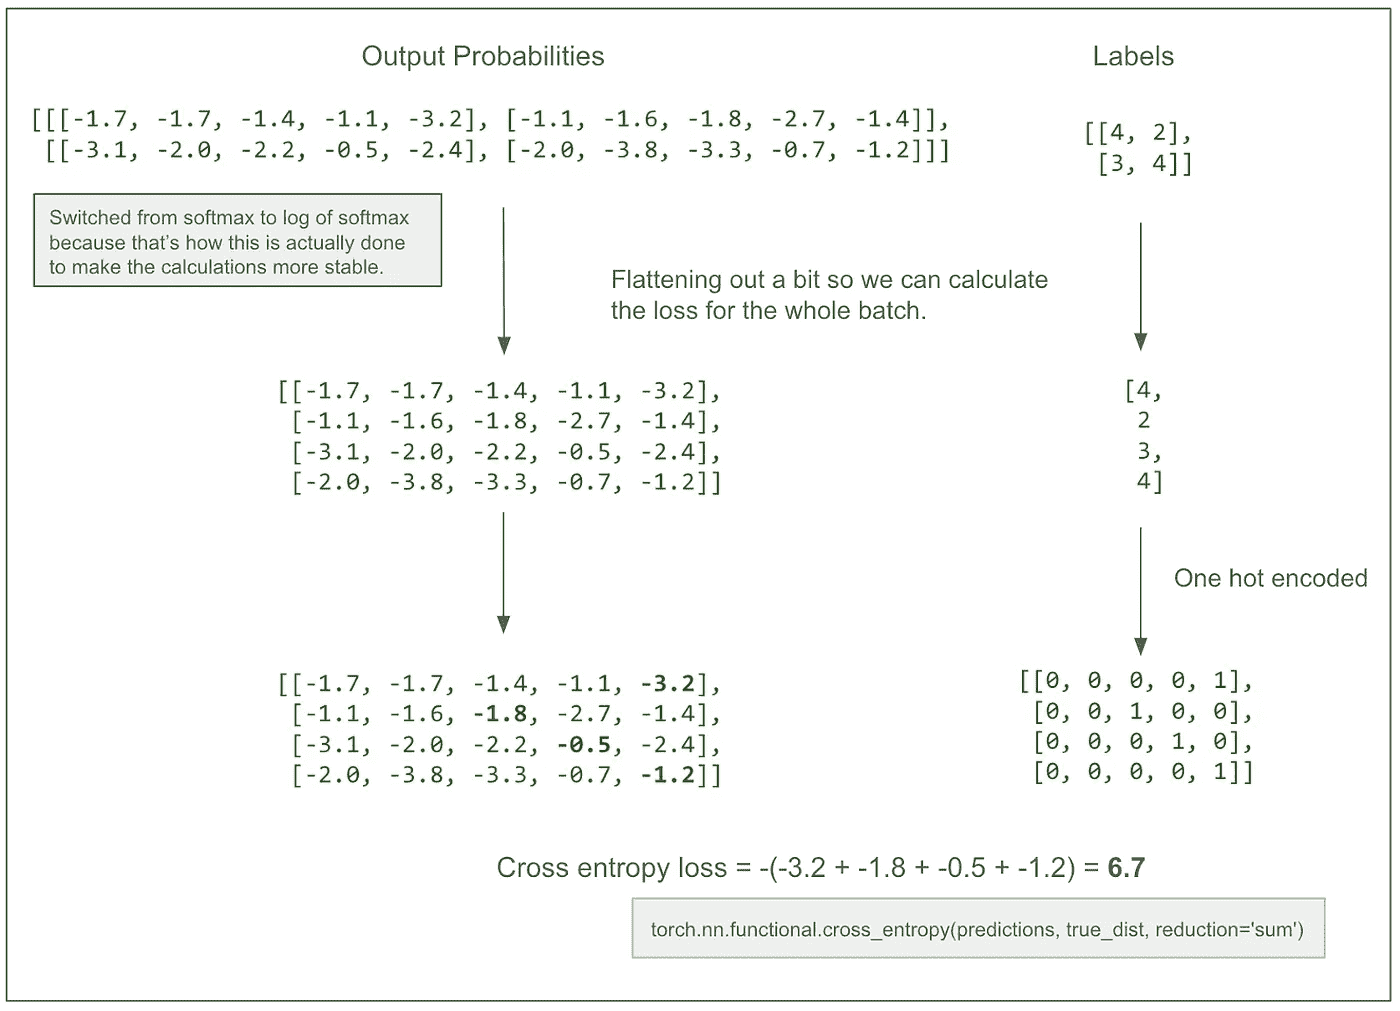 Output Probabilities
Labels
[[[-1.7, -1.7, -1.4, -1.1, -3.2], [-1.1, -1.6, -1.8, -2.7, -1.4]],
[[-3.1, -2.0, -2.2, -0.5, -2.4], [-2.0, -3.8, -3.3, -0.7, -1.2]]]
[[4, 2],
[3, 4]]
Switched from softmax to log of softmax
because that's how this is actually done
to make the calculations more stable.
Flattening out a bit so we can calculate
the loss for the whole batch.
[[-1.7, -1.7, -1.4, -1.1, -3.2],
[-1.1, -1.6, -1.8, -2.7, -1.4],
[-3.1, -2.0, -2.2, -0.5, -2.4],
[-2.0, -3.8, -3.3, -0.7, -1.2]]
[4,
2
3,
4]
One hot encoded
[[-1.7, -1.7, -1.4, -1.1, -3.2],
[-1.1, -1.6, -1.8, -2.7, -1.4],
[-3.1, -2.0, -2.2, -0.5, -2.4],
[-2.0, -3.8, -3.3, -0.7, -1.2]]
[[0, 0, 0, 0, 1],
[0, 0, 1, 0, 0],
[0, 0, 0, 1, 0],
[0, 0, 0, 0, 1]]
Cross entropy loss = -(-3.2 + -1.8 + -0.5 + -1.2) = 6.7
torch.nn.functional.cross_entropy(predictions, true_dist, reduction='sum')